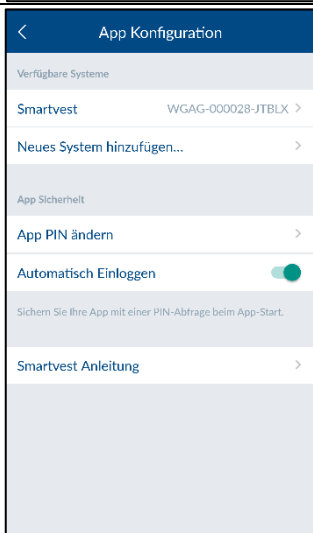 App Konfiguration
Verfügbare Systeme
Smartvest WGAG-000028-JTBLX
Neues System hinzufügen...
App Sicherheit
App PIN ändern
Automatisch Einloggen
Sichern Sie Ihre App mit einer PIN-Abfrage beim App-Start.
Smartvest Anleitung